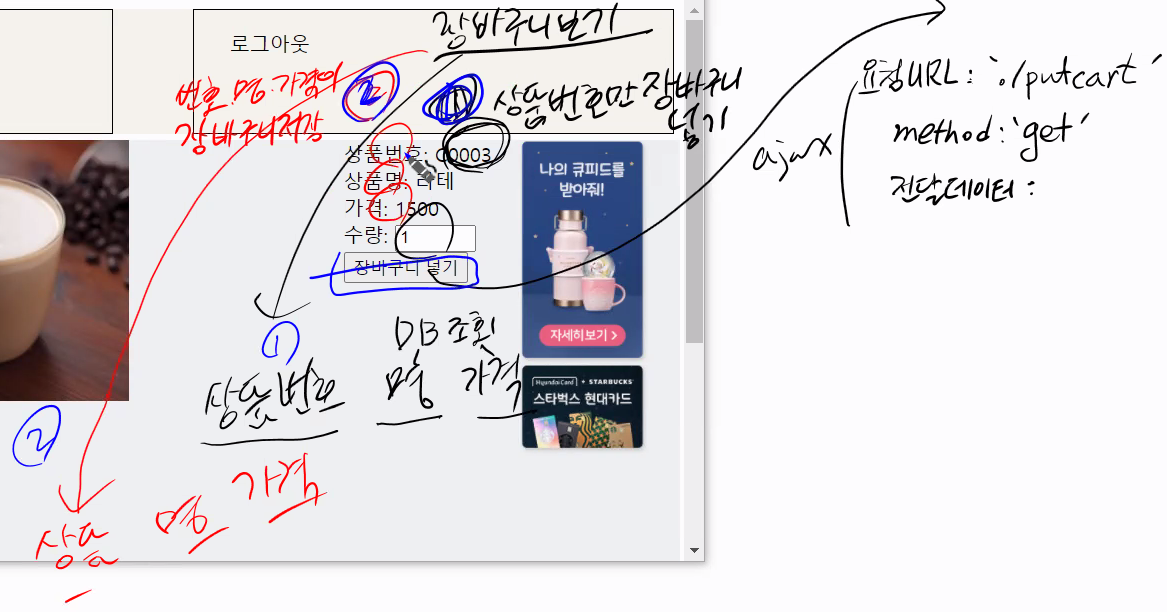 장바구니보기
로그아웃
번호.명.가격의
장바구니저장
2
1
상품번호만 장바구니
넣기
상품번호: C0003
상품명: 라테
가격: 1500
수량: 1
장바구니 넣기
나의 큐피드를
받아줘!
자세히보기 >
HyundaiCard + STARBUCKS
스타벅스 현대카드
ajax
요청URL : './putcart'
method : 'get'
전달데이터 :
①
DB 조회
상품번호 명 가격
②
상품 명 가격